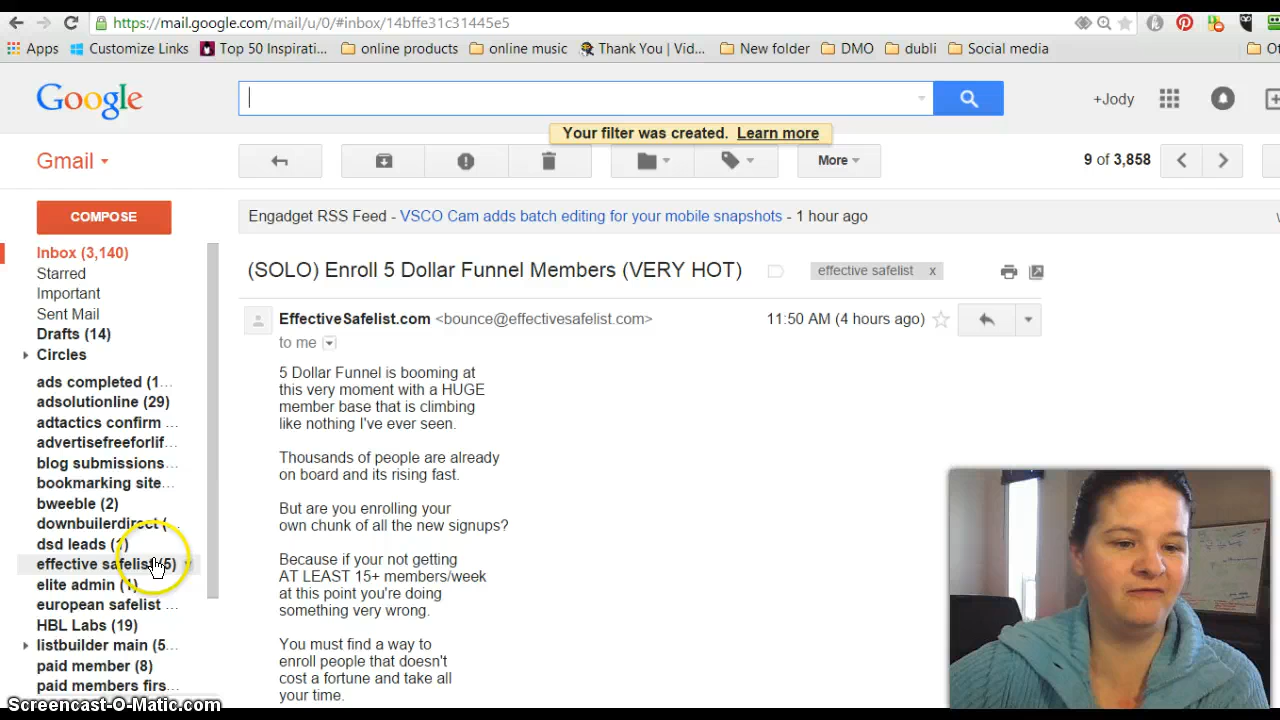 https://mail.google.com/mail/u/0/#inbox/14bffe31c31445e5
Apps Customize Links Top 50 Inspirati... online products online music Thank You | Vid... New folder DMO dubli Social media Ot
Google
+Jody
Your filter was created. Learn more
Gmail
More
9 of 3,858
COMPOSE
Engadget RSS Feed - VSCO Cam adds batch editing for your mobile snapshots - 1 hour ago
Inbox (3,140)
Starred
Important
Sent Mail
Drafts (14)
Circles
ads completed (1...
adsolutionline (29)
adtactics confirm ...
advertisefreeforlif...
blog submissions...
bookmarking site...
bweeble (2)
downbuilerdirect (...
dsd leads (
effective safelist (5)
elite admin (1)
european safelist ...
HBL Labs (19)
listbuilder main (5...
paid member (8)
paid members firs...
(SOLO) Enroll 5 Dollar Funnel Members (VERY HOT)
effective safelist x
EffectiveSafelist.com <bounce@effectivesafelist.com>
11:50 AM (4 hours ago)
to me
5 Dollar Funnel is booming at
this very moment with a HUGE
member base that is climbing
like nothing I've ever seen.
Thousands of people are already
on board and its rising fast.
But are you enrolling your
own chunk of all the new signups?
Because if your not getting
AT LEAST 15+ members/week
at this point you're doing
something very wrong.
You must find a way to
enroll people that doesn't
cost a fortune and take all
your time.
Screencast-O-Matic.com